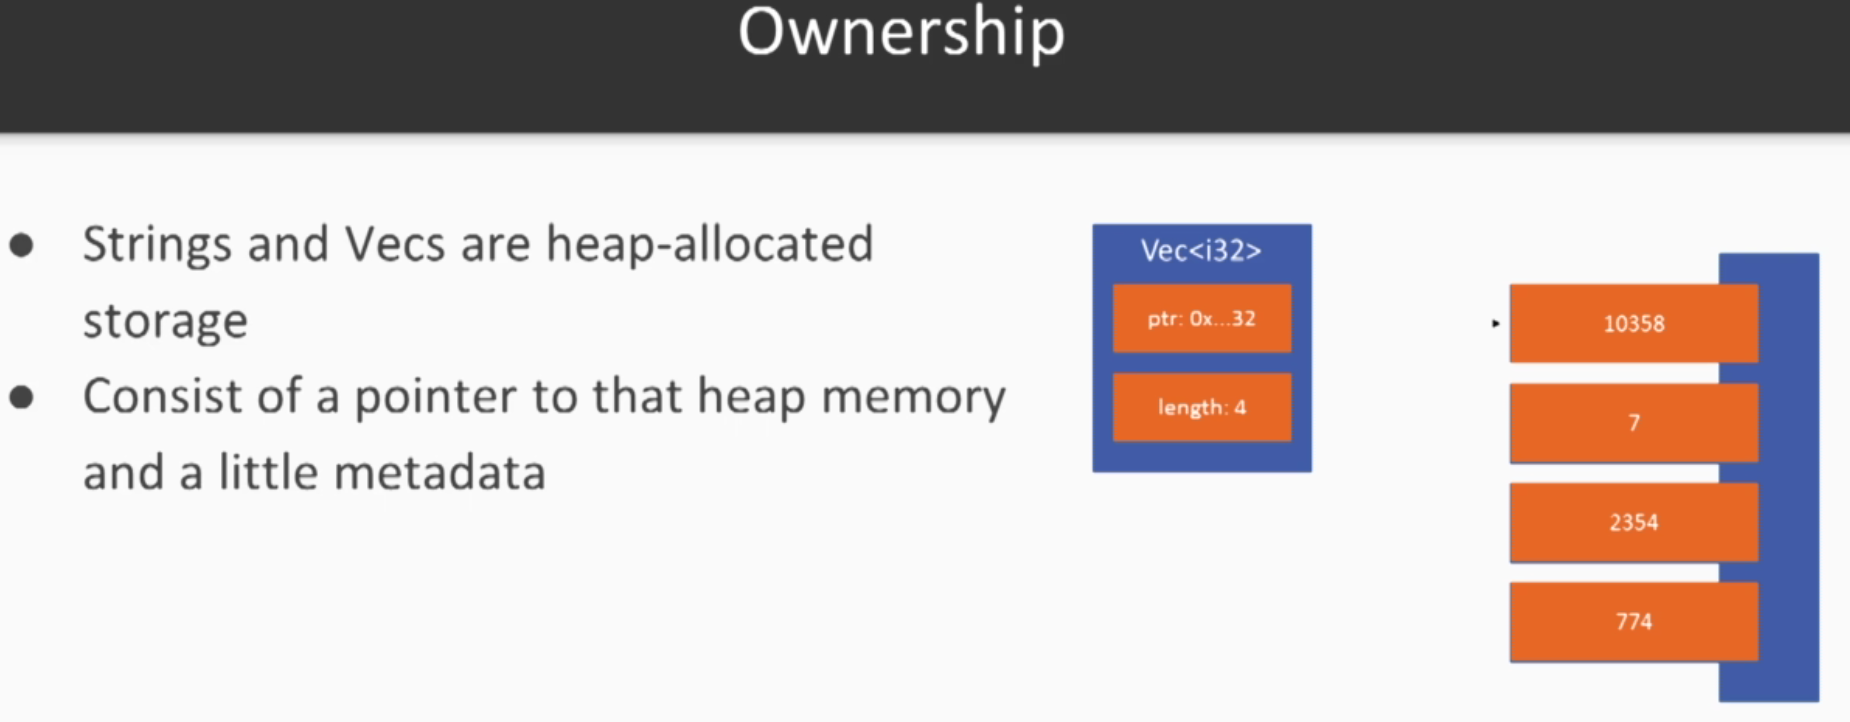 Ownership
● Strings and Vecs are heap-allocated
storage
● Consist of a pointer to that heap memory
and a little metadata
Vec<i32>
ptr: 0x...32
length: 4
10358
7
2354
774